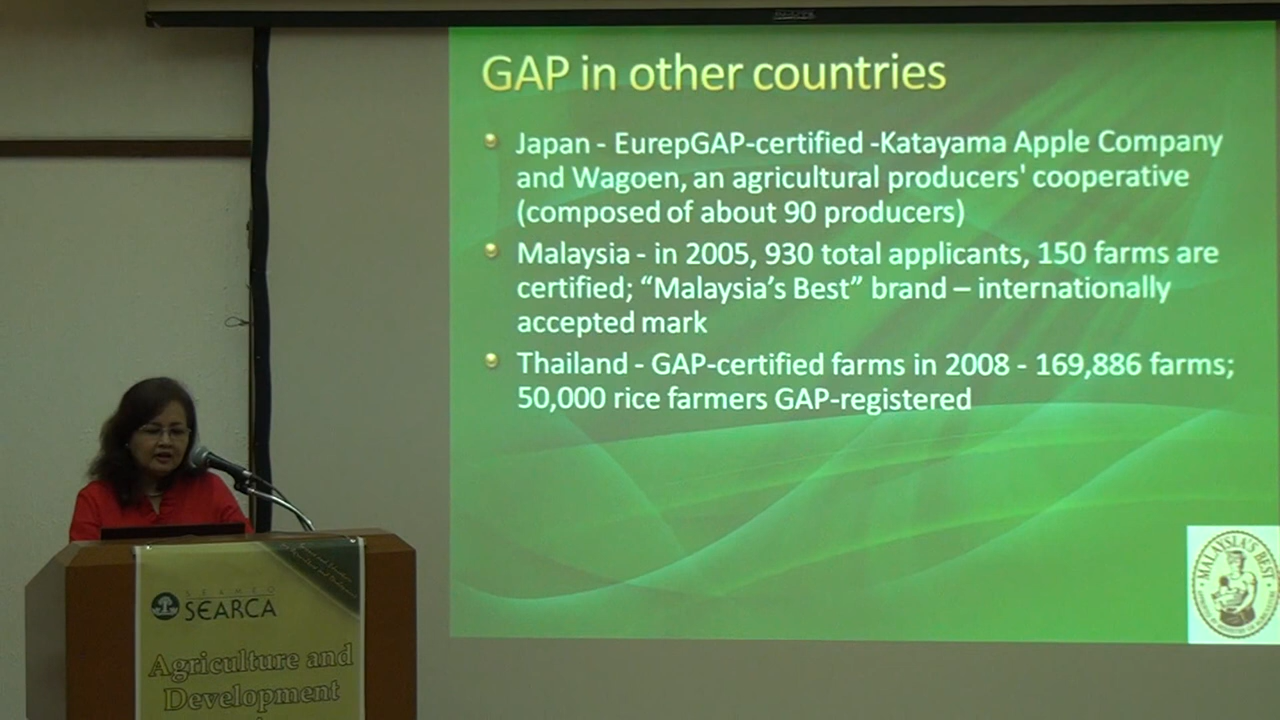 GAP in other countries
Japan - EurepGAP-certified -Katayama Apple Company
and Wagoen, an agricultural producers' cooperative
(composed of about 90 producers)
Malaysia - in 2005, 930 total applicants, 150 farms are
certified; “Malaysia’s Best” brand – internationally
accepted mark
Thailand - GAP-certified farms in 2008 - 169,886 farms;
50,000 rice farmers GAP-registered
MALAYSIA'S BEST
SEAMEO
SEARCA
Agriculture and
Development